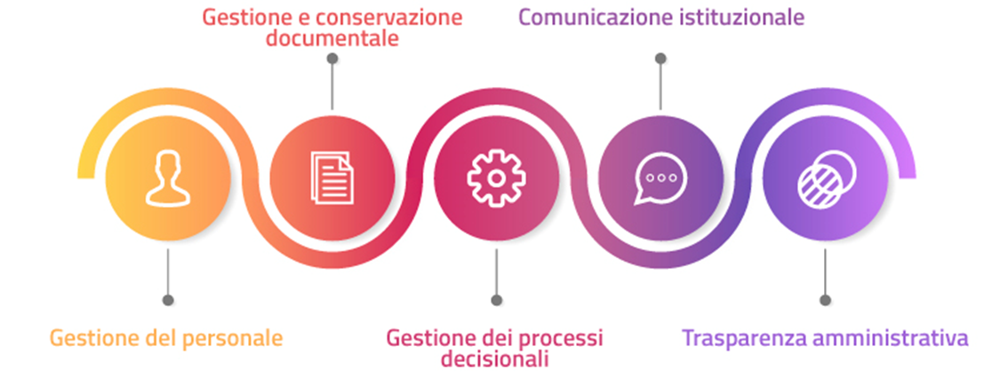 Gestione e conservazione
documentale
Comunicazione istituzionale
Gestione del personale
Gestione dei processi
decisionali
Trasparenza amministrativa